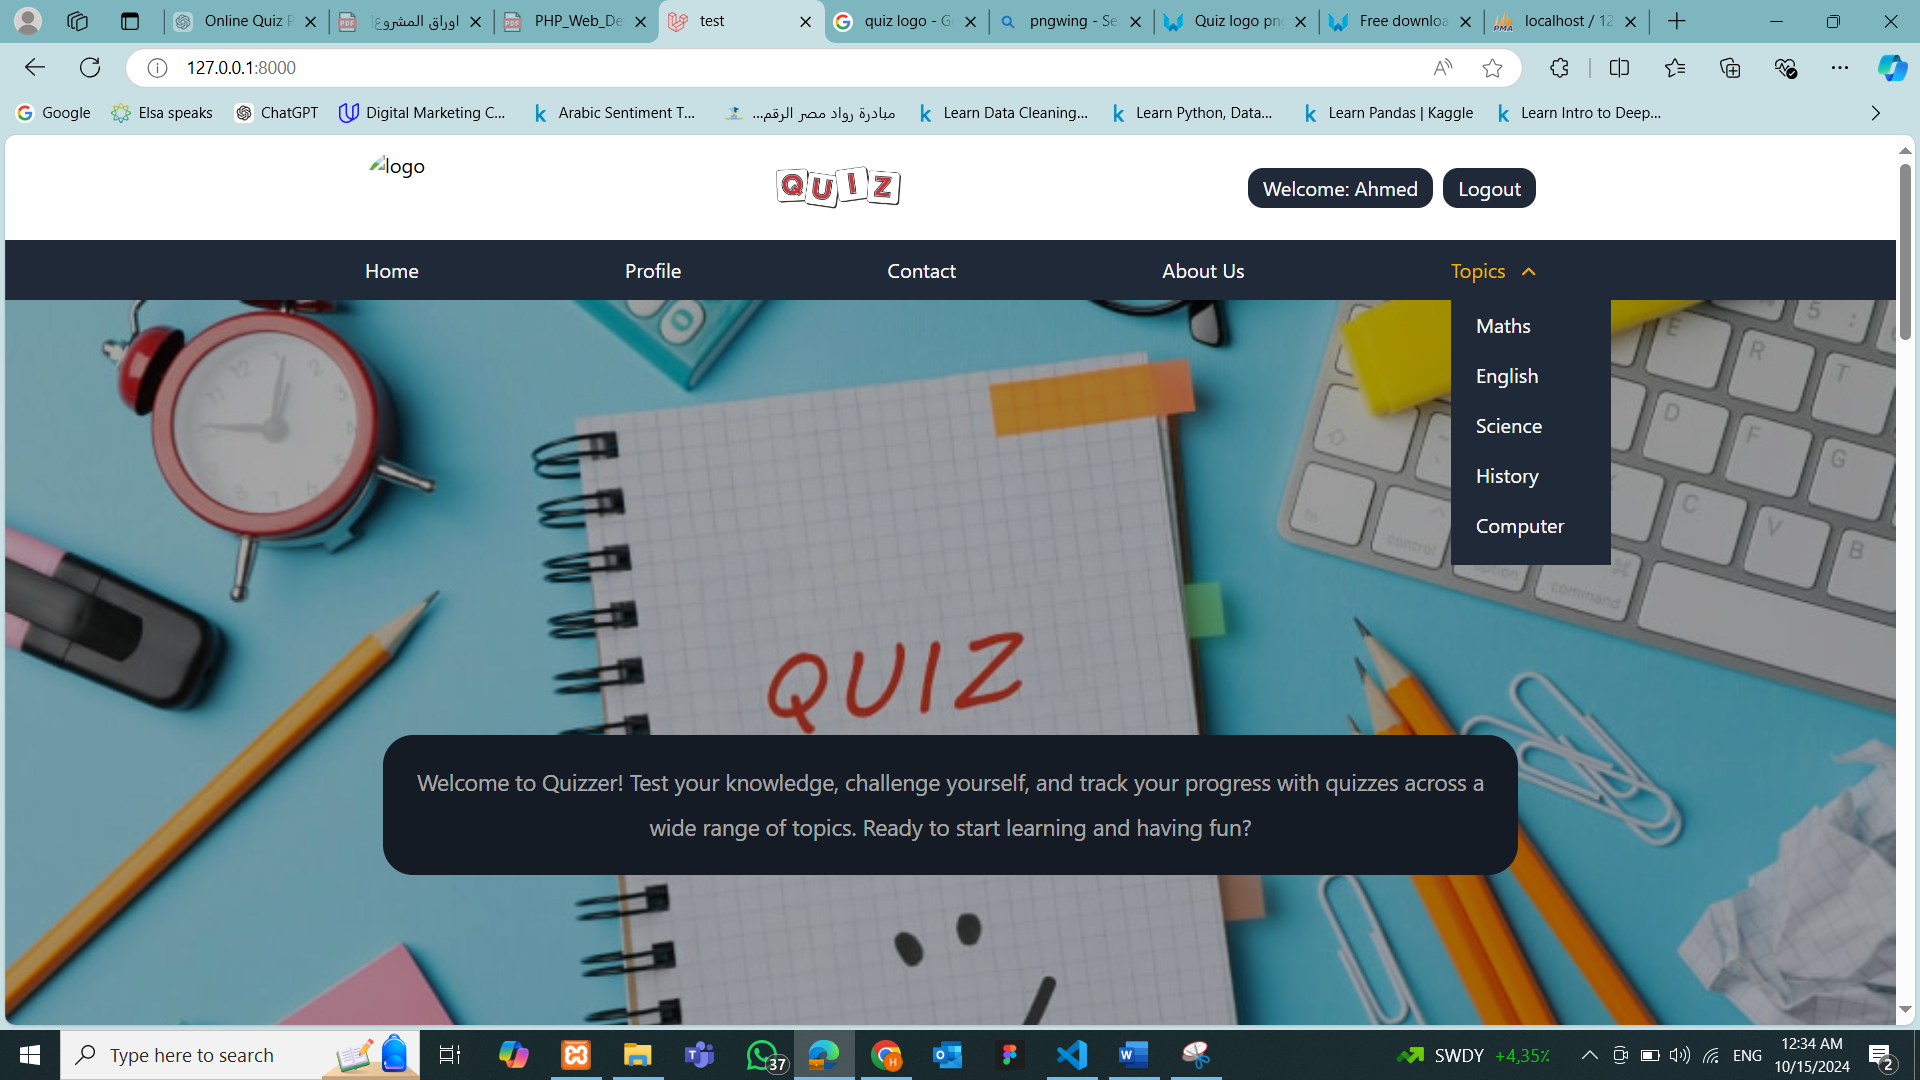 Online Quiz P
اوراق المشروع
PHP_Web_De
test
quiz logo - G
pngwing - Se
Quiz logo pn
Free downloa
localhost / 12
127.0.0.1:8000
Google
Elsa speaks
ChatGPT
Digital Marketing C...
Arabic Sentiment T...
مبادرة رواد مصر الرقم...
Learn Data Cleaning...
Learn Python, Data...
Learn Pandas | Kaggle
Learn Intro to Deep...
logo
QUIZ
Welcome: Ahmed
Logout
Home
Profile
Contact
About Us
Topics
Maths
English
Science
History
Computer
QUIZ
Welcome to Quizzer! Test your knowledge, challenge yourself, and track your progress with quizzes across a
wide range of topics. Ready to start learning and having fun?
control
option
command
E
R
T
D
F
G
C
V
B
5
Type here to search
37
SWDY +4,35%
ENG
12:34 AM
10/15/2024
2